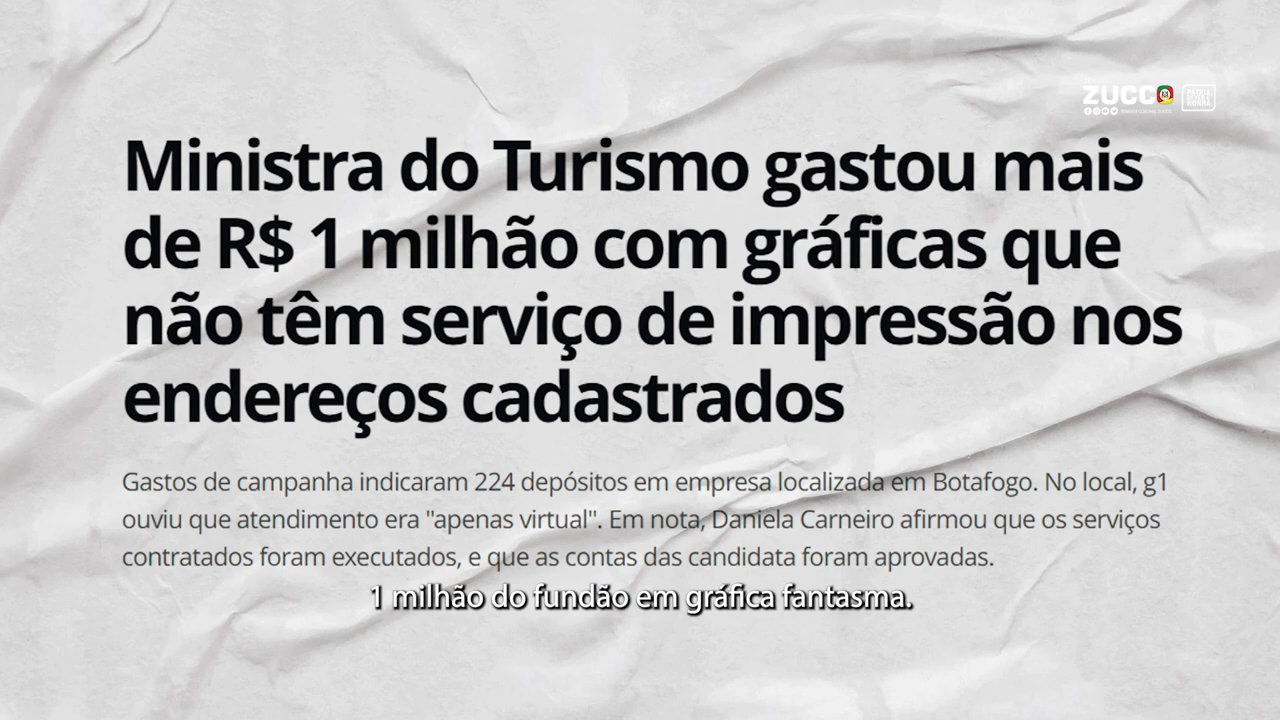 ZUCCO
Ministra do Turismo gastou mais
de R$ 1 milhão com gráficas que
não têm serviço de impressão nos
endereços cadastrados
Gastos de campanha indicaram 224 depósitos em empresa localizada em Botafogo. No local, g1
ouviu que atendimento era "apenas virtual". Em nota, Daniela Carneiro afirmou que os serviços
contratados foram executados, e que as contas das candidata foram aprovadas.
1 milhão do fundão em gráfica fantasma.